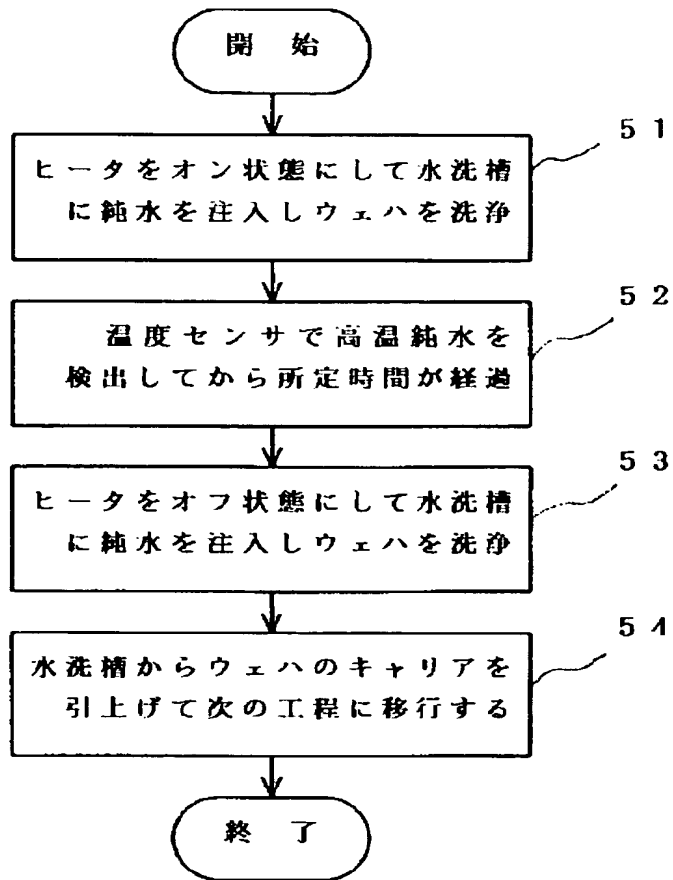 開 始
51
ヒータをオン状態にして水洗槽
に純水を注入しウェハを洗浄
52
温度センサで高温純水を
検出してから所定時間が経過
53
ヒータをオフ状態にして水洗槽
に純水を注入しウェハを洗浄
54
水洗槽からウェハのキャリアを
引上げて次の工程に移行する
終 了